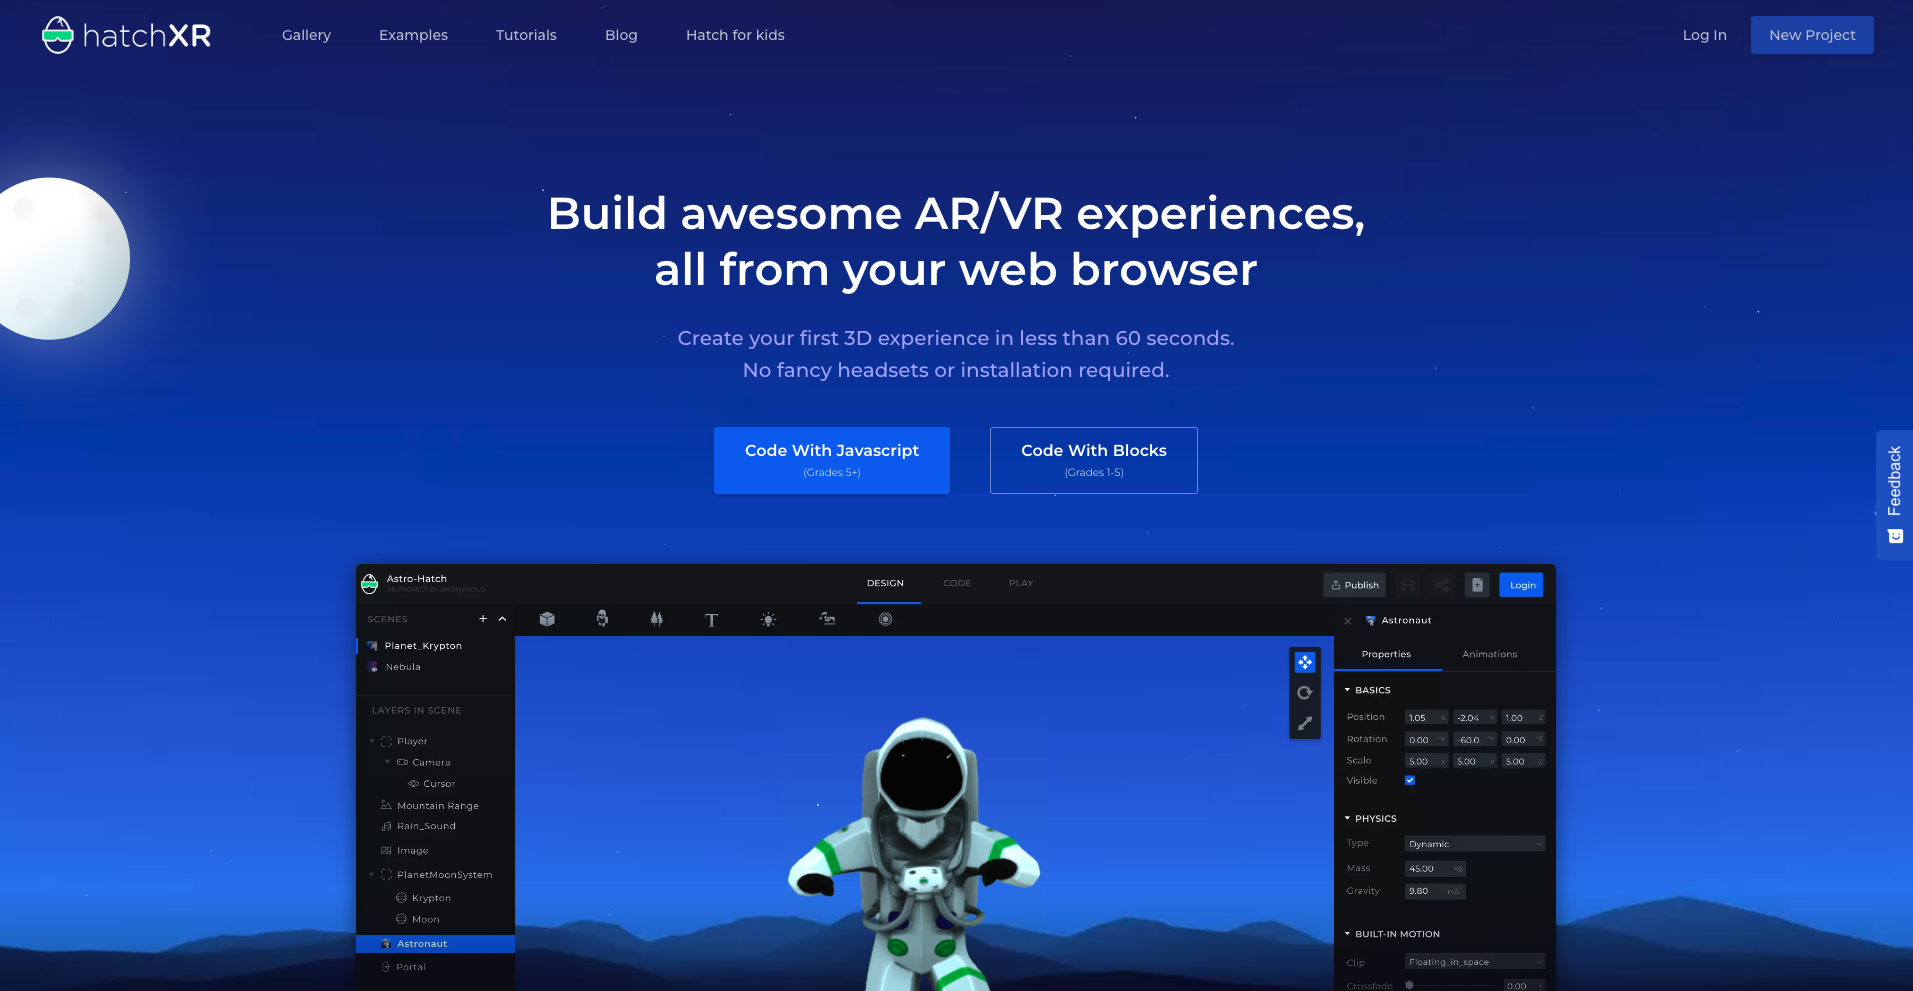 hatchXR
Gallery
Examples
Tutorials
Blog
Hatch for kids
Log In
New Project
Build awesome AR/VR experiences,
all from your web browser
Create your first 3D experience in less than 60 seconds.
No fancy headsets or installation required.
Code With Javascript
(Grades 5+)
Code With Blocks
(Grades 1-5)
Feedback
Astro-Hatch
VR PROJECT BY ANONYMOUS
DESIGN
CODE
PLAY
Publish
Login
SCENES
Planet_Krypton
Nebula
LAYERS IN SCENE
Player
Camera
Cursor
Mountain Range
Rain_Sound
Image
PlanetMoonSystem
Krypton
Moon
Astronaut
Portal
T
Astronaut
Properties
Animations
BASICS
Position 1.05 X -2.04 Y 1.00 Z
Rotation 0.00 °X -60.0 °Y 0.00 °Z
Scale 5.00 X 5.00 Y 5.00 Z
Visible
PHYSICS
Type Dynamic
Mass 45.00 kg
Gravity 9.80 m/s²
BUILT-IN MOTION
Clip Floating_in_space
Crossfade 0.00